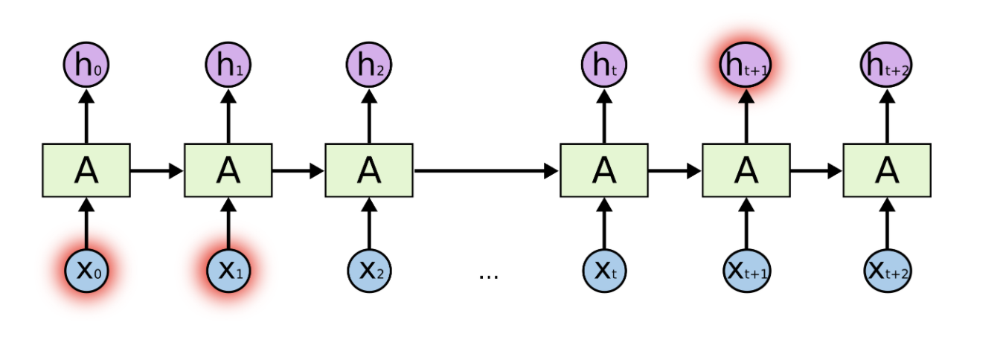 h₀ h₁ h₂ hₜ hₜ₊₁ hₜ₊₂
A A A A A A
x₀ x₁ x₂ ... xₜ xₜ₊₁ xₜ₊₂